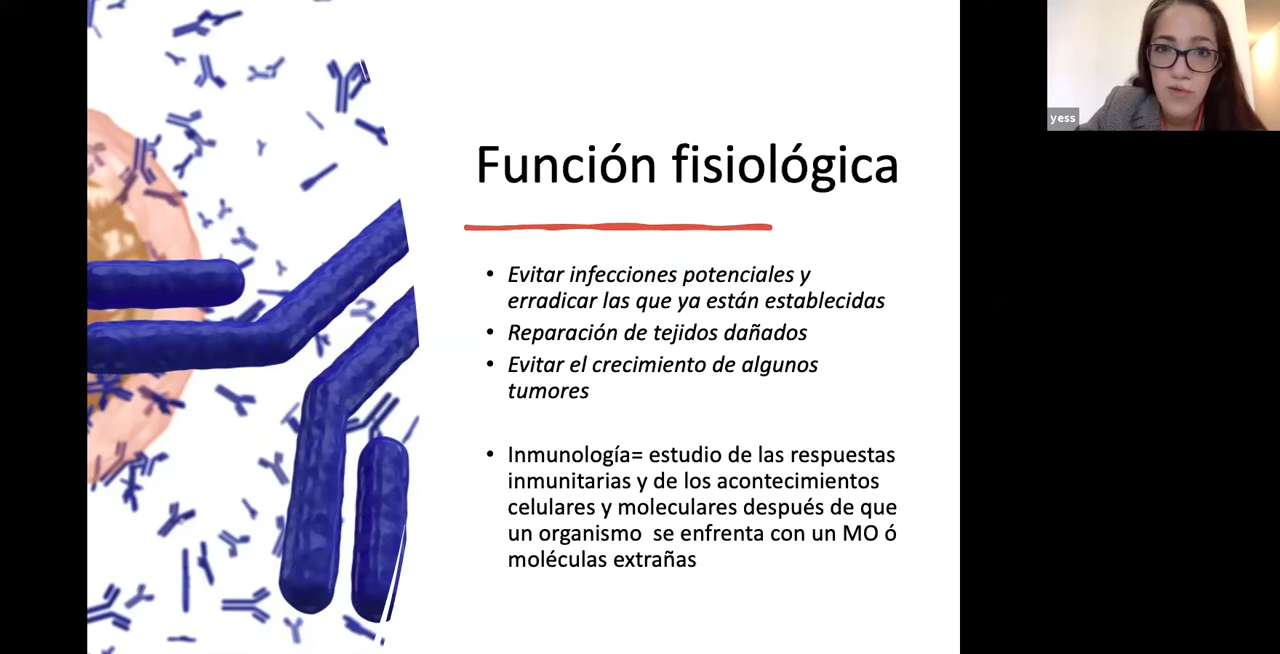 Función fisiológica
• Evitar infecciones potenciales y
erradicar las que ya están establecidas
• Reparación de tejidos dañados
• Evitar el crecimiento de algunos
tumores
• Inmunología= estudio de las respuestas
inmunitarias y de los acontecimientos
celulares y moleculares después de que
un organismo  se enfrenta con un MO ó
moléculas extrañas
yess